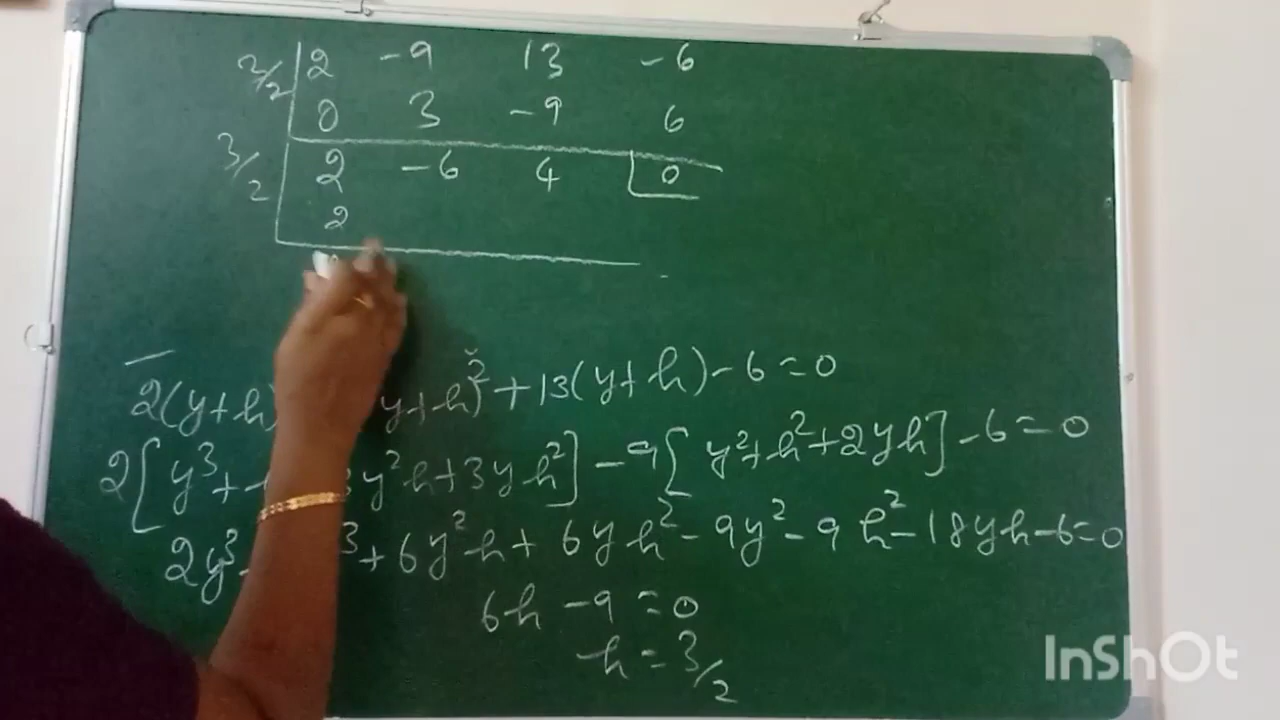 3/2 2 -9 13 -6
0 3 -9 6
3/2 2 -6 4 0
2
2(y+h) y+h)² + 13(y+h) - 6 = 0
2[y³ + 3y²h + 3yh²] - 9[y² + h² + 2yh] - 6 = 0
2y³ ³ + 6y²h + 6yh² - 9y² - 9h² - 18yh - 6 = 0
6h - 9 = 0
h = 3/2
InShOt